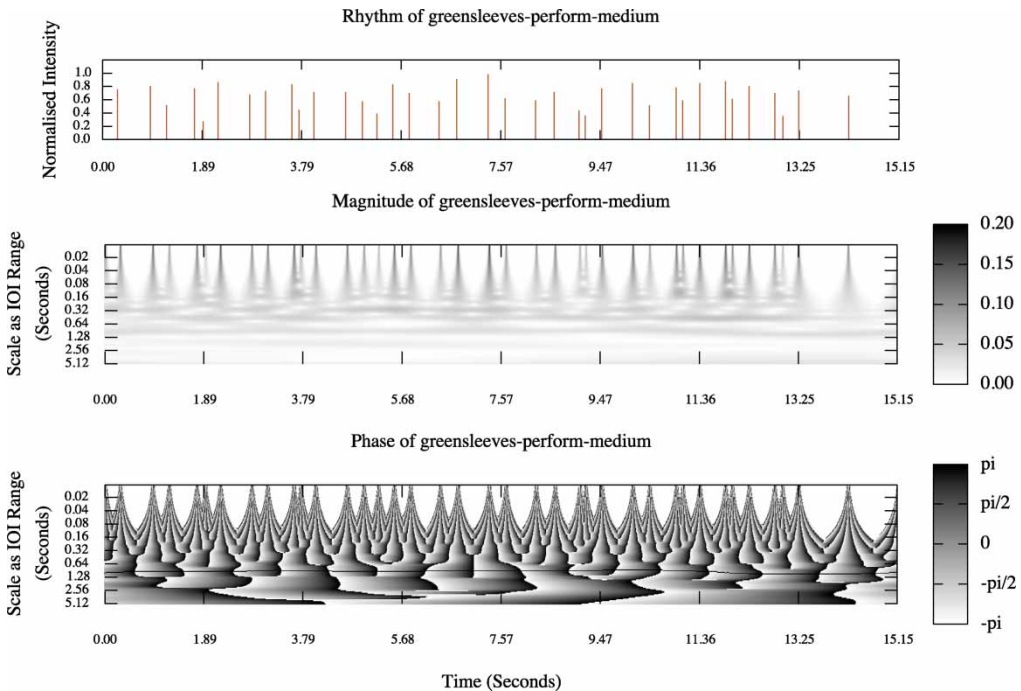 Rhythm of greensleeves-perform-medium
Normalised Intensity
1.0
0.8
0.6
0.4
0.2
0.0
0.00 1.89 3.79 5.68 7.57 9.47 11.36 13.25 15.15
Magnitude of greensleeves-perform-medium
Scale as IOI Range
(Seconds)
0.02
0.04
0.08
0.16
0.32
0.64
1.28
2.56
5.12
0.00 1.89 3.79 5.68 7.57 9.47 11.36 13.25 15.15
0.20
0.15
0.10
0.05
0.00
Phase of greensleeves-perform-medium
Scale as IOI Range
(Seconds)
0.02
0.04
0.08
0.16
0.32
0.64
1.28
2.56
5.12
0.00 1.89 3.79 5.68 7.57 9.47 11.36 13.25 15.15
pi
pi/2
0
-pi/2
-pi
Time (Seconds)